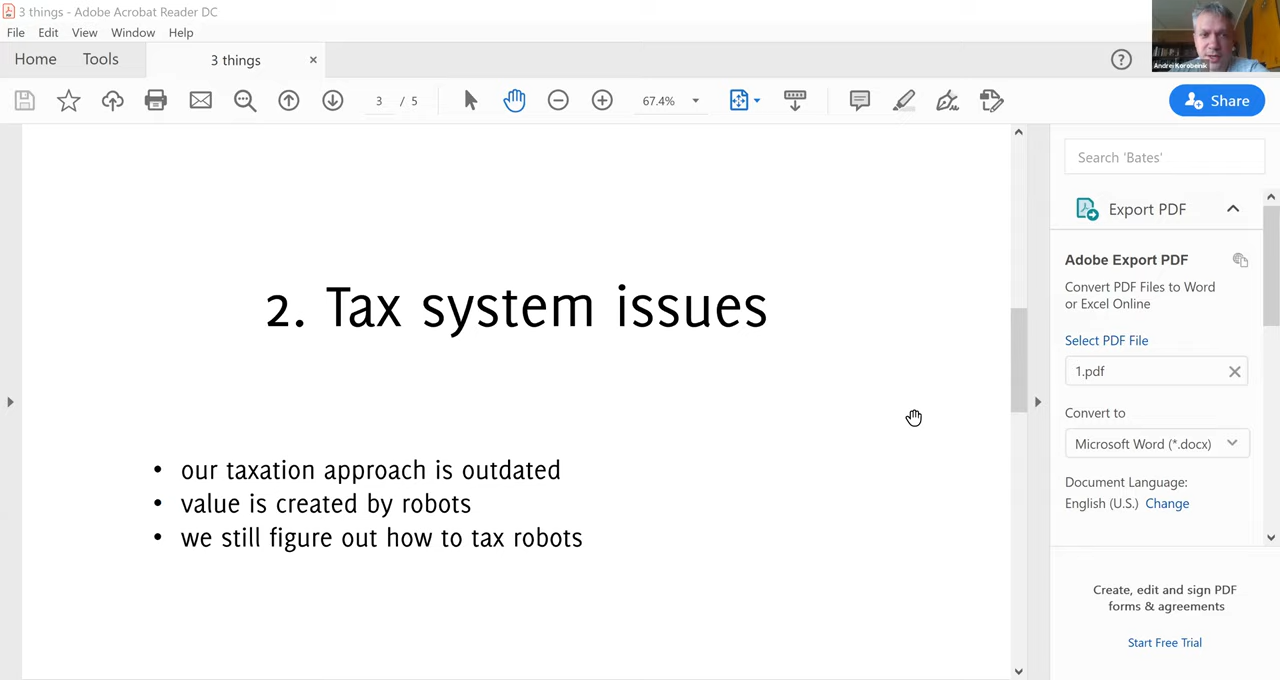 3 things - Adobe Acrobat Reader DC
File Edit View Window Help
Home Tools 3 things ×
3 / 5 67.4% Share
Andrei Korobeinik
Search 'Bates'
Export PDF
Adobe Export PDF
Convert PDF Files to Word
or Excel Online
Select PDF File
1.pdf
Convert to
Microsoft Word (*.docx)
Document Language:
English (U.S.) Change
Create, edit and sign PDF
forms & agreements
Start Free Trial
2. Tax system issues
• our taxation approach is outdated
• value is created by robots
• we still figure out how to tax robots